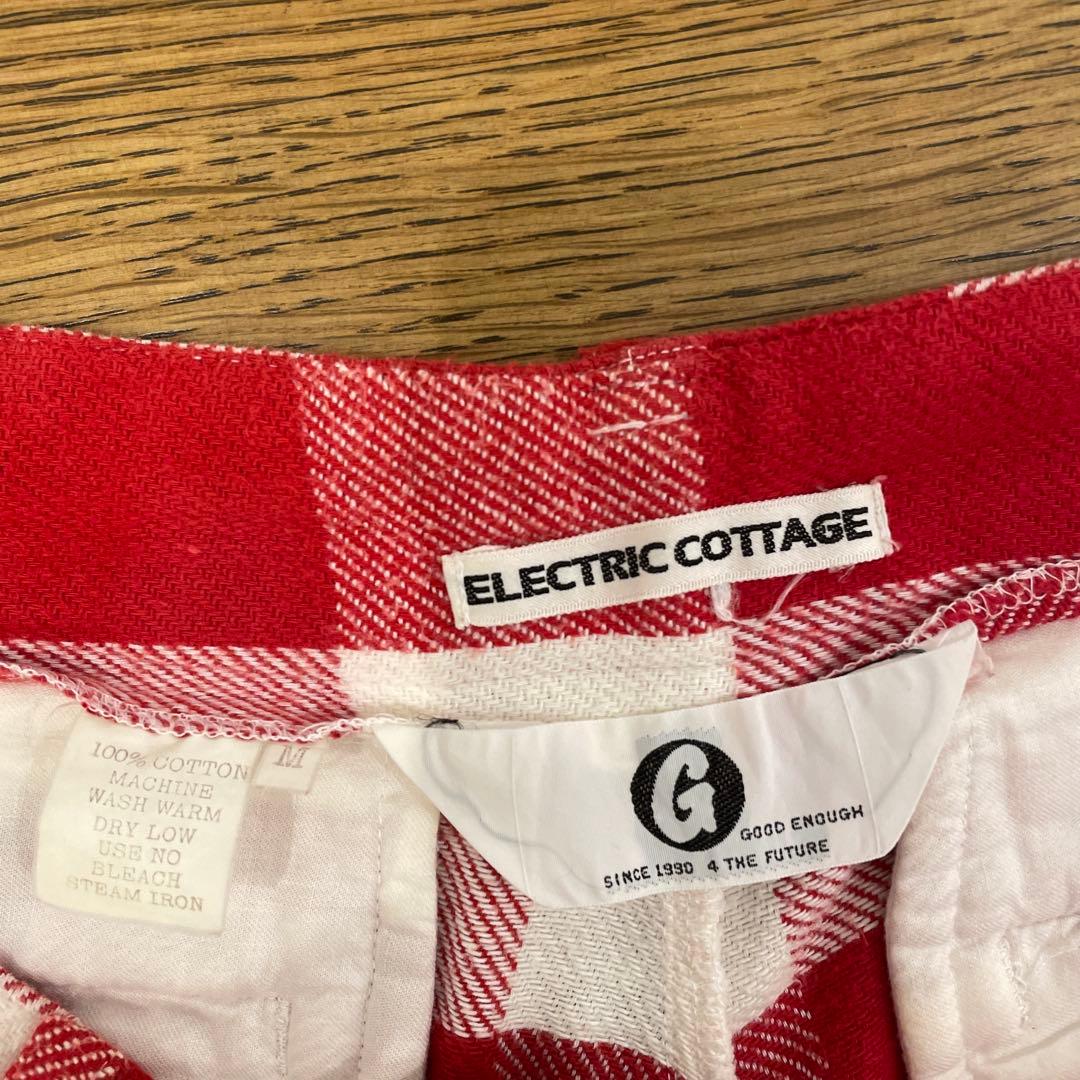 ELECTRIC COTTAGE
G
GOOD ENOUGH
SINCE 1990 4 THE FUTURE
M
100% COTTON
MACHINE
WASH WARM
DRY LOW
USE NO
BLEACH
STEAM IRON